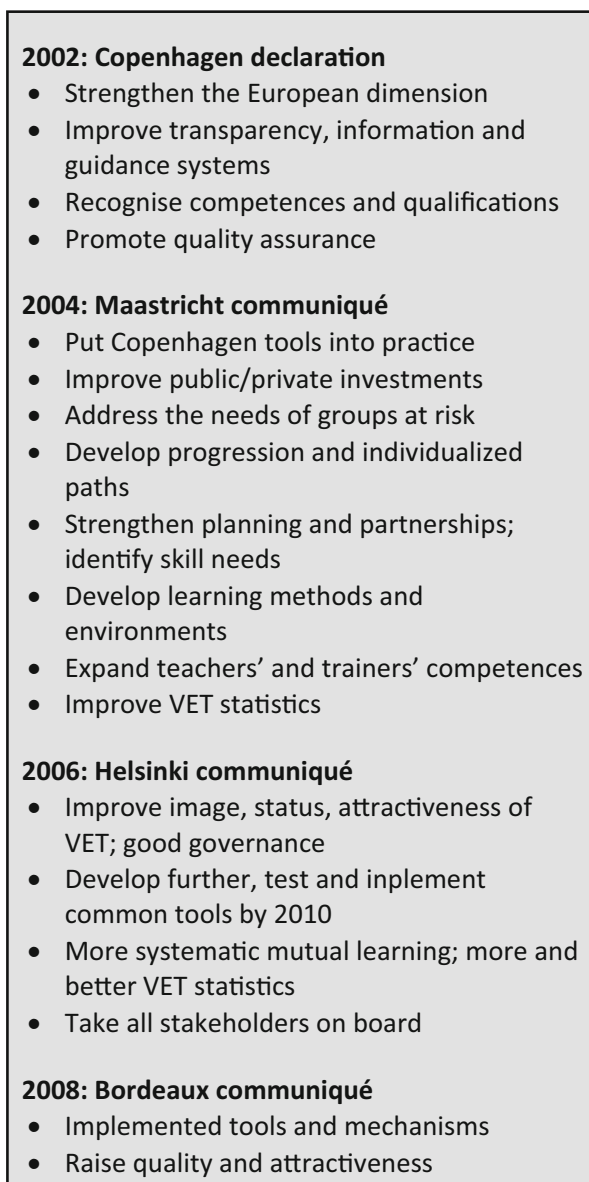 2002: Copenhagen declaration
• Strengthen the European dimension
• Improve transparency, information and
guidance systems
• Recognise competences and qualifications
• Promote quality assurance
2004: Maastricht communiqué
• Put Copenhagen tools into practice
• Improve public/private investments
• Address the needs of groups at risk
• Develop progression and individualized
paths
• Strengthen planning and partnerships;
identify skill needs
• Develop learning methods and
environments
• Expand teachers’ and trainers’ competences
• Improve VET statistics
2006: Helsinki communiqué
• Improve image, status, attractiveness of
VET; good governance
• Develop further, test and inplement
common tools by 2010
• More systematic mutual learning; more and
better VET statistics
• Take all stakeholders on board
2008: Bordeaux communiqué
• Implemented tools and mechanisms
• Raise quality and attractiveness